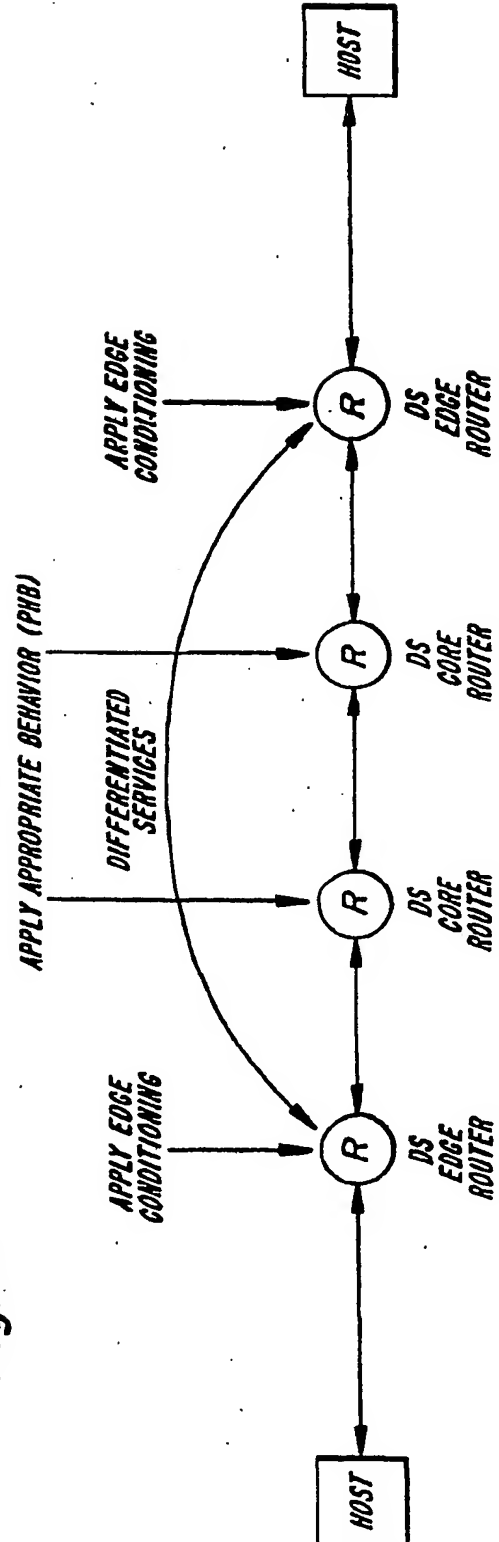 APPLY APPROPRIATE BEHAVIOR (PHB)
APPLY EDGE
CONDITIONING
APPLY EDGE
CONDITIONING
DIFFERENTIATED
SERVICES
HOST
R
R
R
R
HOST
DS
EDGE
ROUTER
DS
CORE
ROUTER
DS
CORE
ROUTER
DS
EDGE
ROUTER